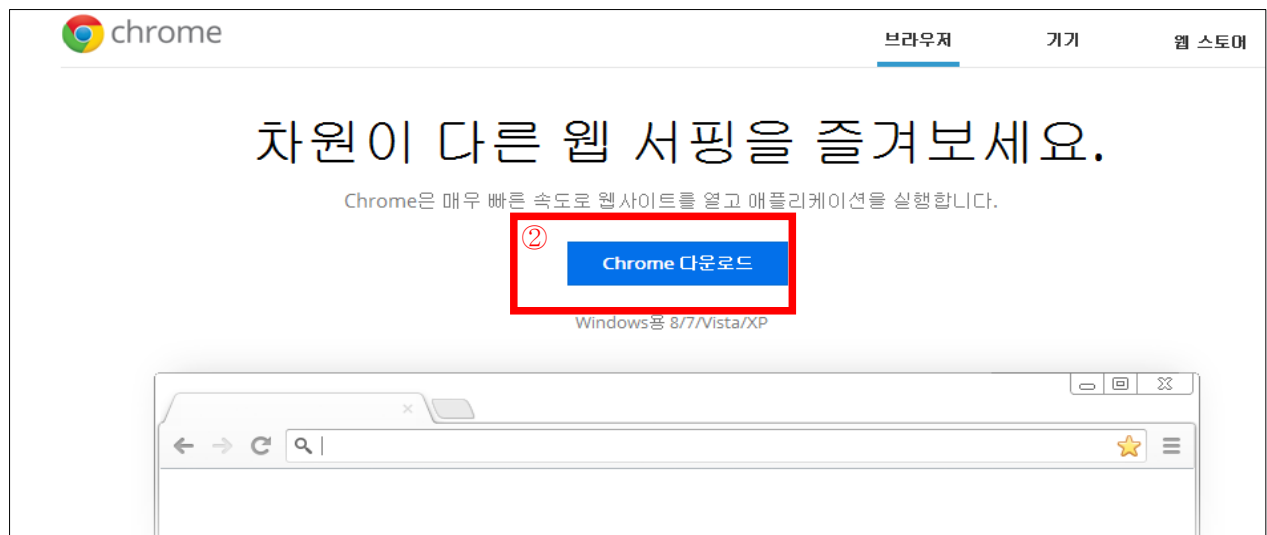 chrome
브라우저 기기 웹 스토어
차원이 다른 웹 서핑을 즐겨보세요.
Chrome은 매우 빠른 속도로 웹사이트를 열고 애플리케이션을 실행합니다.
②
Chrome 다운로드
Windows용 8/7/Vista/XP